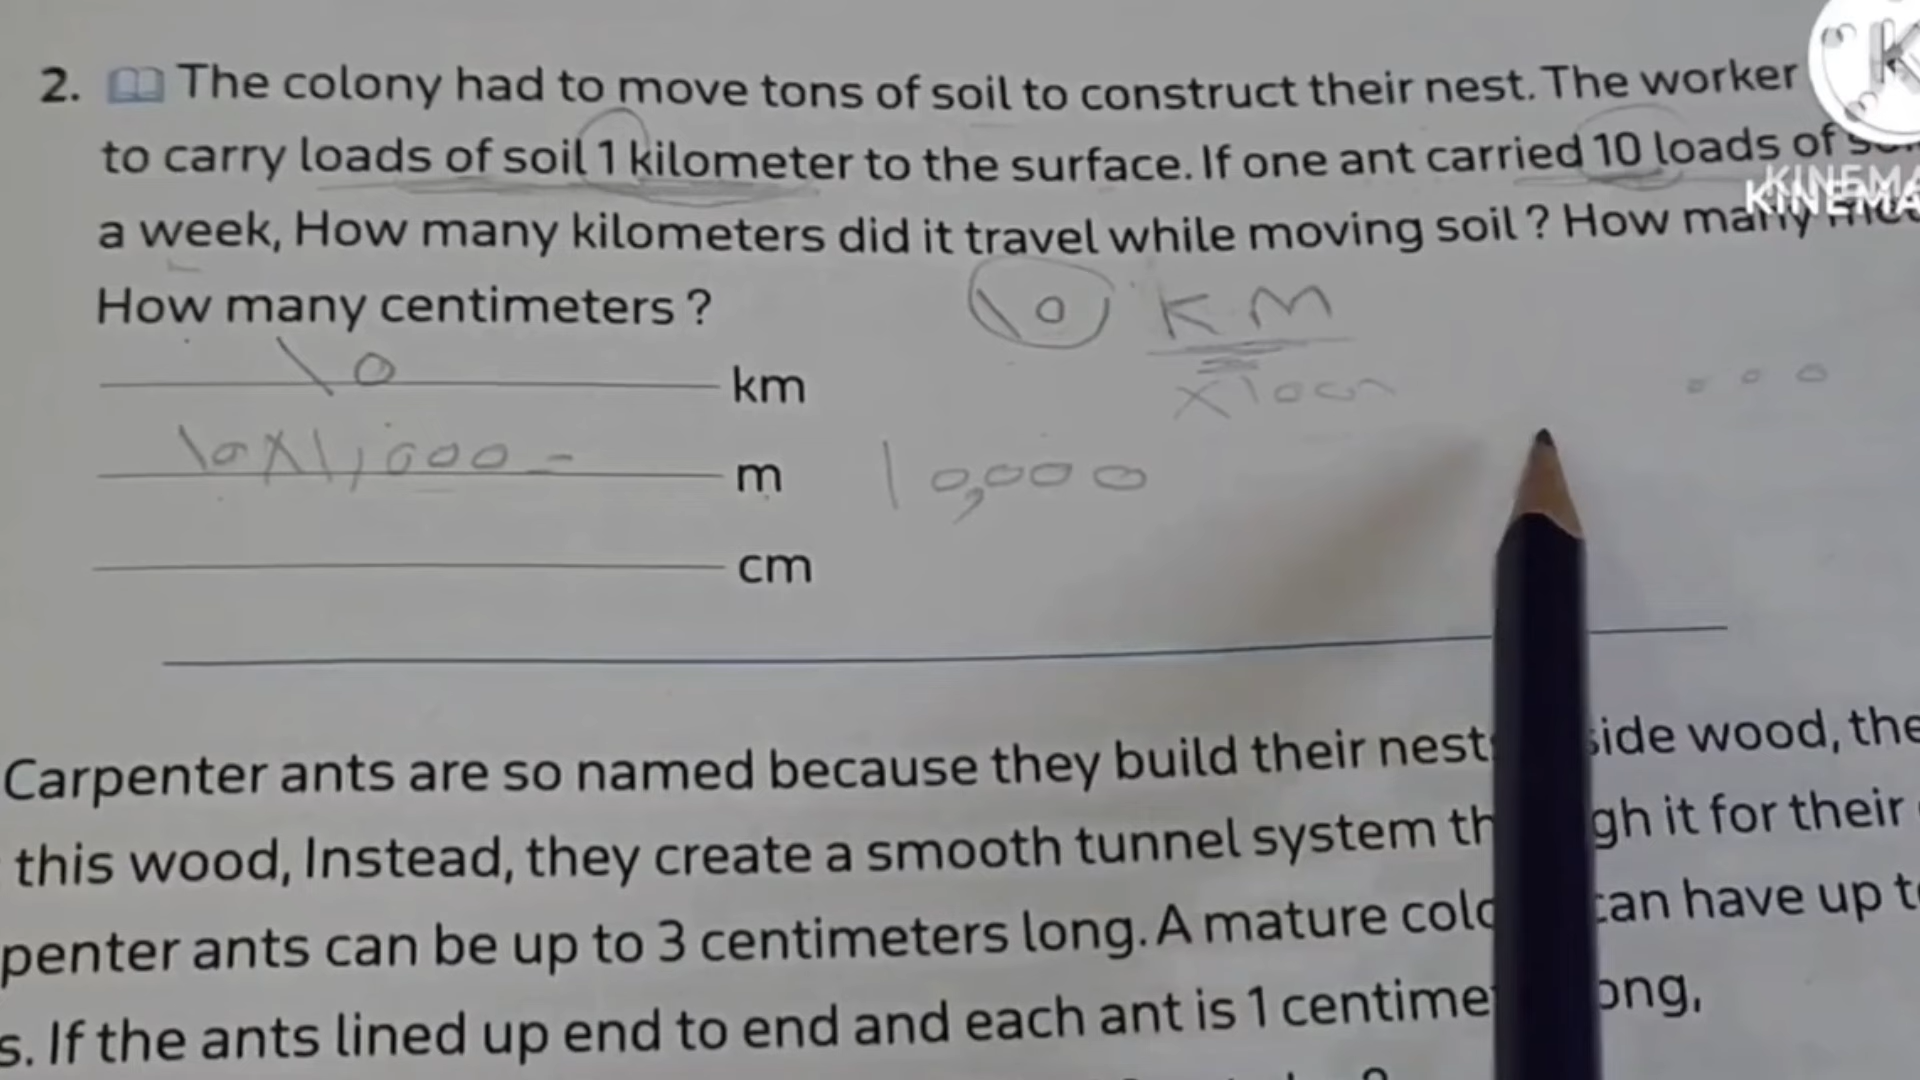 2. The colony had to move tons of soil to construct their nest. The worker
to carry loads of soil 1 kilometer to the surface. If one ant carried 10 loads of
a week, How many kilometers did it travel while moving soil ? How many
How many centimeters ?
10 KM
10 km
10X1,000 = m 10,000
cm
Carpenter ants are so named because they build their nests side wood, the
this wood, Instead, they create a smooth tunnel system th gh it for their
penter ants can be up to 3 centimeters long. A mature colo can have up t
s. If the ants lined up end to end and each ant is 1 centime ong,
KINEMA